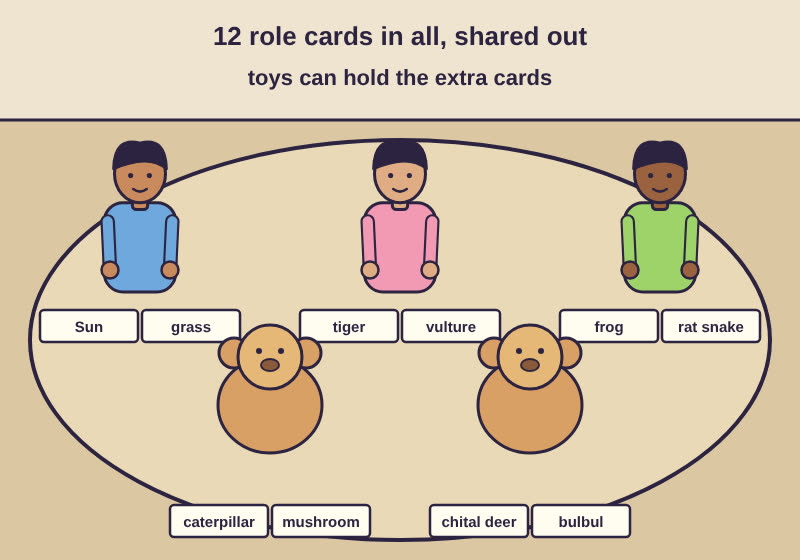 12 role cards in all, shared out
toys can hold the extra cards
Sun
grass
tiger
vulture
frog
rat snake
caterpillar
mushroom
chital deer
bulbul